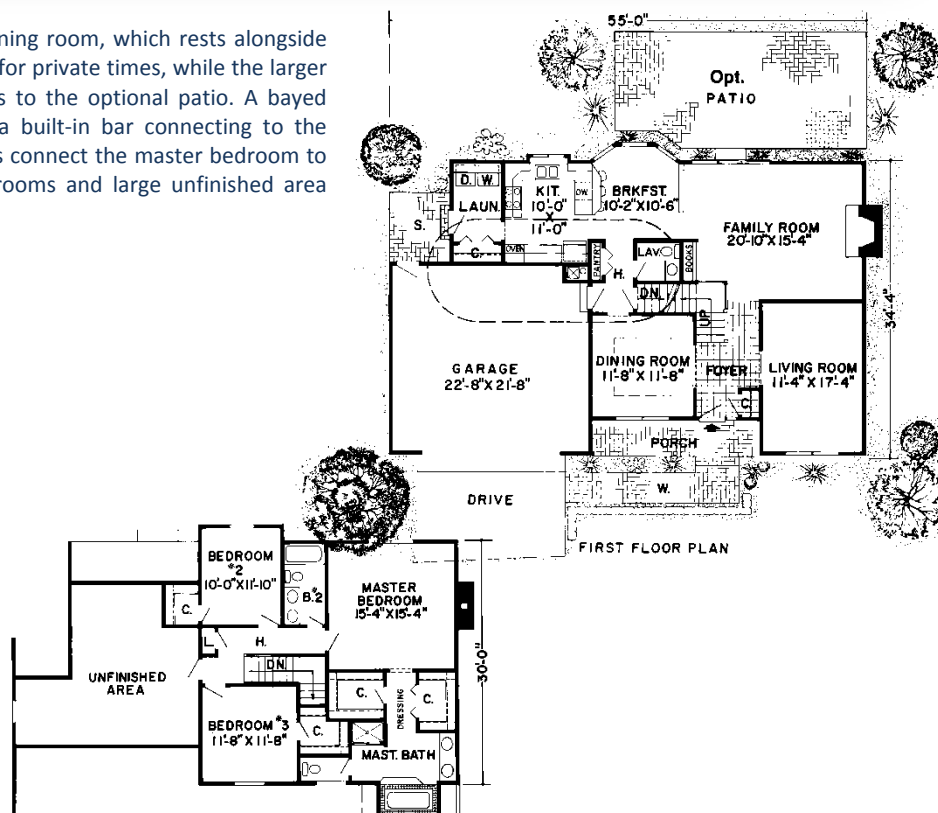 ning room, which rests alongside
for private times, while the larger
s to the optional patio. A bayed
a built-in bar connecting to the
s connect the master bedroom to
rooms and large unfinished area
55'-0"
Opt.
PATIO
D. W.
LAUN.
KIT.
10'-0"
X
11'-0"
DW.
BRKFST.
10'-2"X10'-6"
FAMILY ROOM
20'-10"X15'-4"
S.
C.
OVEN
PANTRY
H.
LAV.
BOOKS
DN.
UP
34'-4"
GARAGE
22'-8"X21'-8"
DINING ROOM
11'-8"X11'-8"
FOYER
C.
LIVING ROOM
11'-4"X17'-4"
PORCH
W.
DRIVE
FIRST FLOOR PLAN
BEDROOM
#2
10'-0"X11'-10"
C.
B.#2
MASTER
BEDROOM
15'-4"X15'-4"
L.
H.
DN.
30'-0"
UNFINISHED
AREA
C.
DRESSING
C.
BEDROOM #3
11'-8"X11'-8"
C.
MAST. BATH